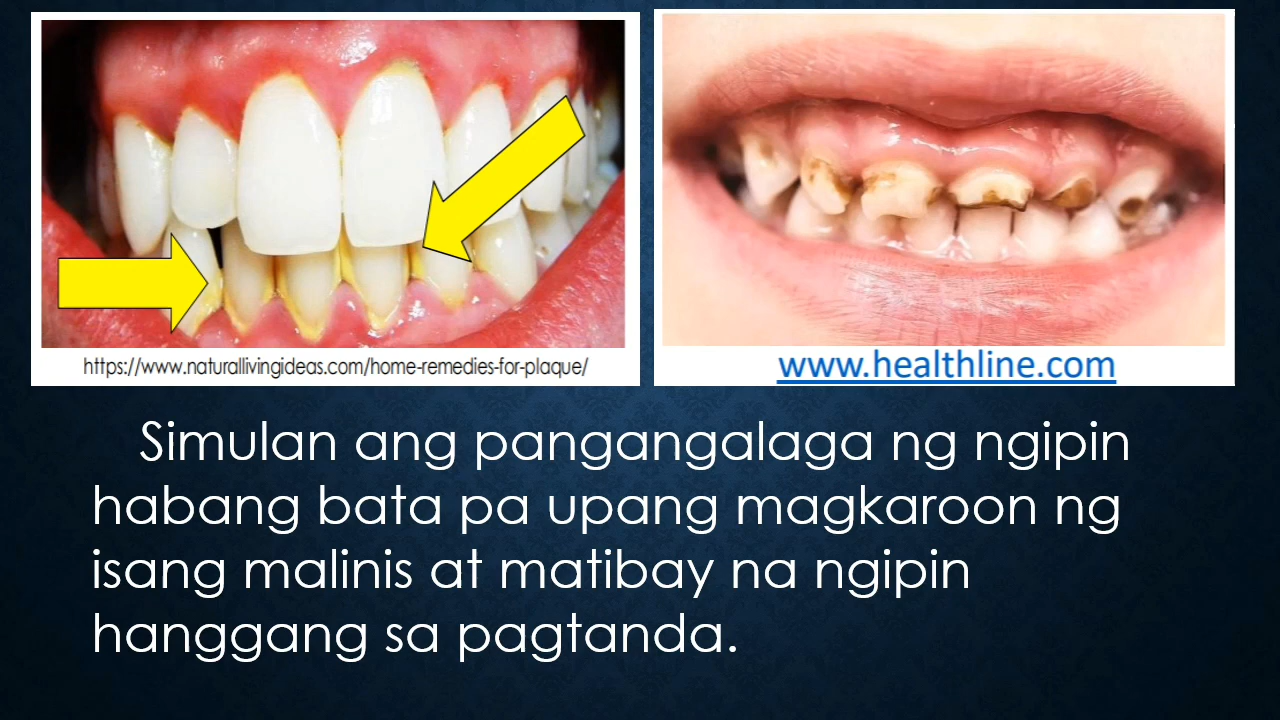 https://www.naturallivingideas.com/home-remedies-for-plaque/
www.healthline.com
Simulan ang pangangalaga ng ngipin
habang bata pa upang magkaroon ng
isang malinis at matibay na ngipin
hanggang sa pagtanda.